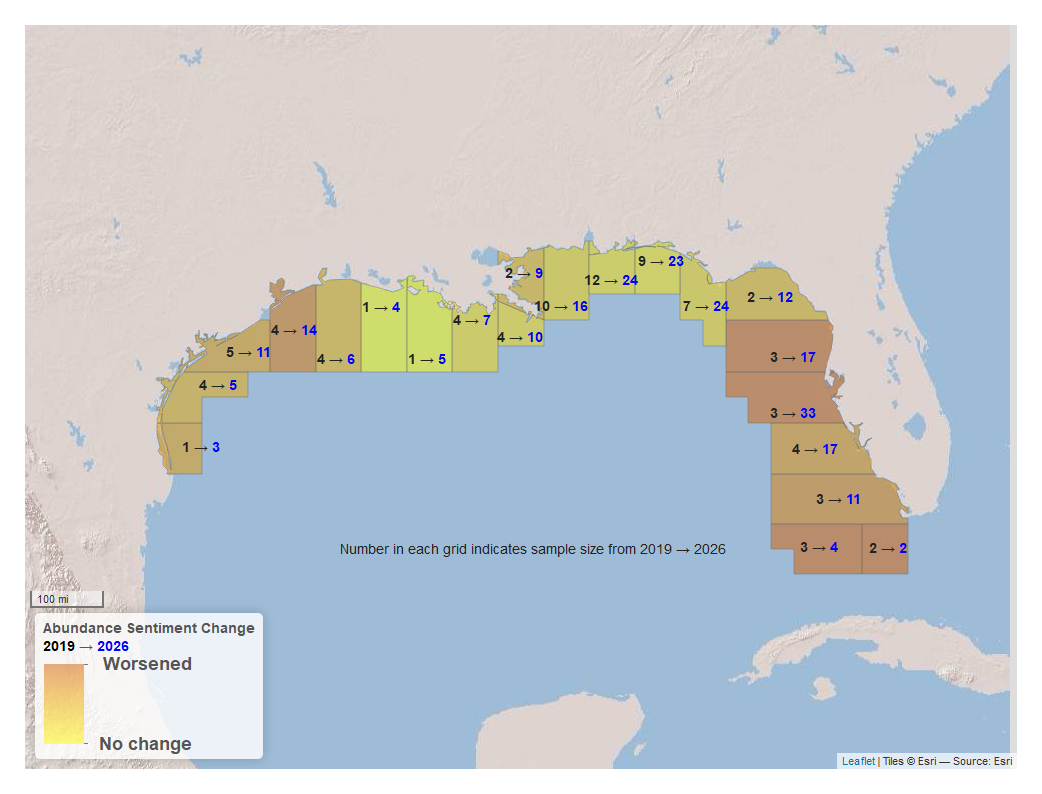 2 → 9
9 → 23
12 → 24
2 → 12
1 → 4
10 → 16
7 → 24
4 → 7
4 → 14
4 → 10
5 → 11
4 → 6
1 → 5
3 → 17
4 → 5
3 → 33
1 → 3
4 → 17
3 → 11
3 → 4
2 → 2
Number in each grid indicates sample size from 2019 → 2026
100 mi
Abundance Sentiment Change
2019 → 2026
Worsened
No change
Leaflet | Tiles © Esri — Source: Esri